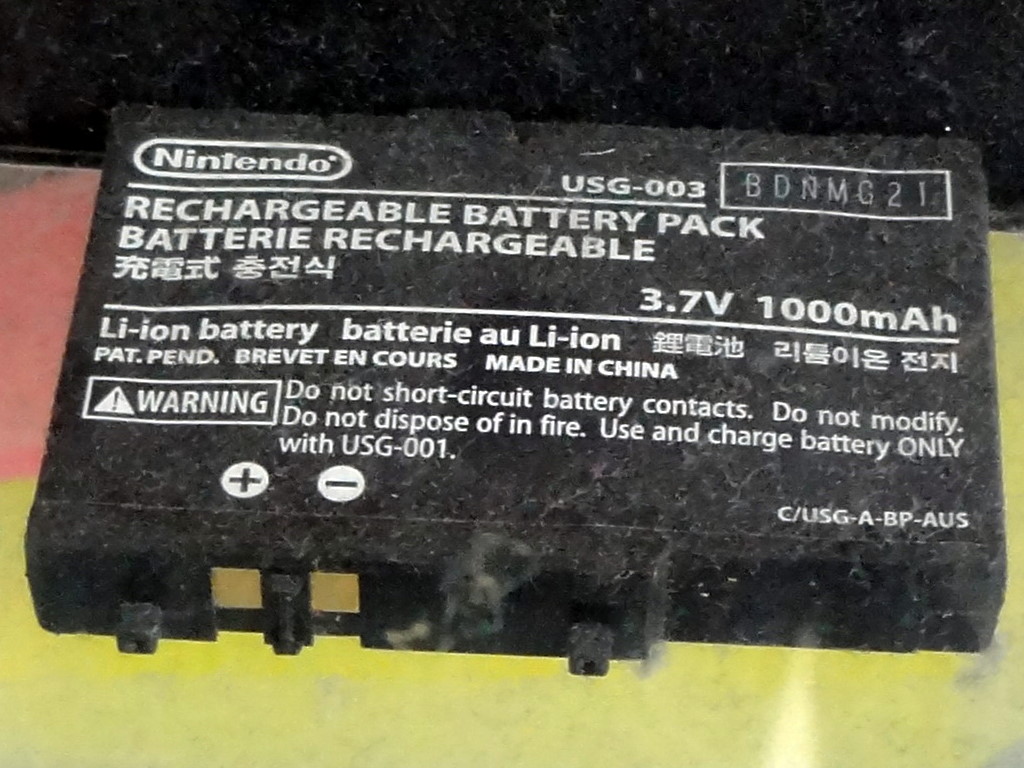 Nintendo®
USG-003 BDNMG21
RECHARGEABLE BATTERY PACK
BATTERIE RECHARGEABLE
充電式 충전식
3.7V 1000mAh
Li-ion battery batterie au Li-ion 鋰電池 리튬이온 전지
PAT. PEND. BREVET EN COURS MADE IN CHINA
WARNING Do not short-circuit battery contacts. Do not modify.
Do not dispose of in fire. Use and charge battery ONLY
with USG-001.
+ −
C/USG-A-BP-AUS